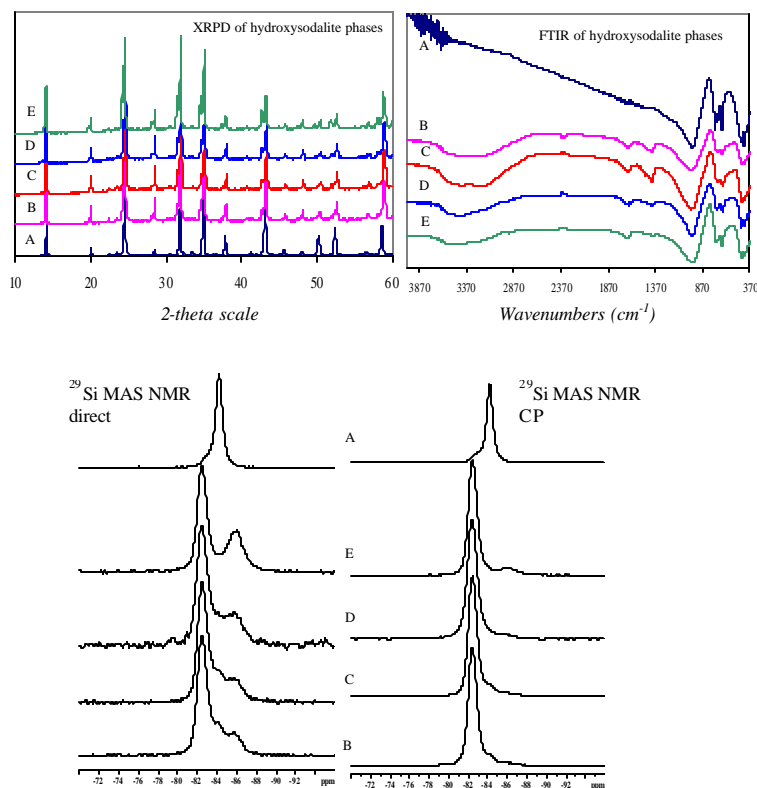 XRPD of hydroxysodalite phases
E
D
C
B
A
10 20 30 40 50 60
2-theta scale
FTIR of hydroxysodalite phases
A
B
C
D
E
3870 3370 2870 2370 1870 1370 870 370
Wavenumbers (cm-1)
29Si MAS NMR
direct
29Si MAS NMR
CP
A
E
D
C
B
-72 -74 -76 -78 -80 -82 -84 -86 -88 -90 -92 ppm
-72 -74 -76 -78 -80 -82 -84 -86 -88 -90 -92 ppm